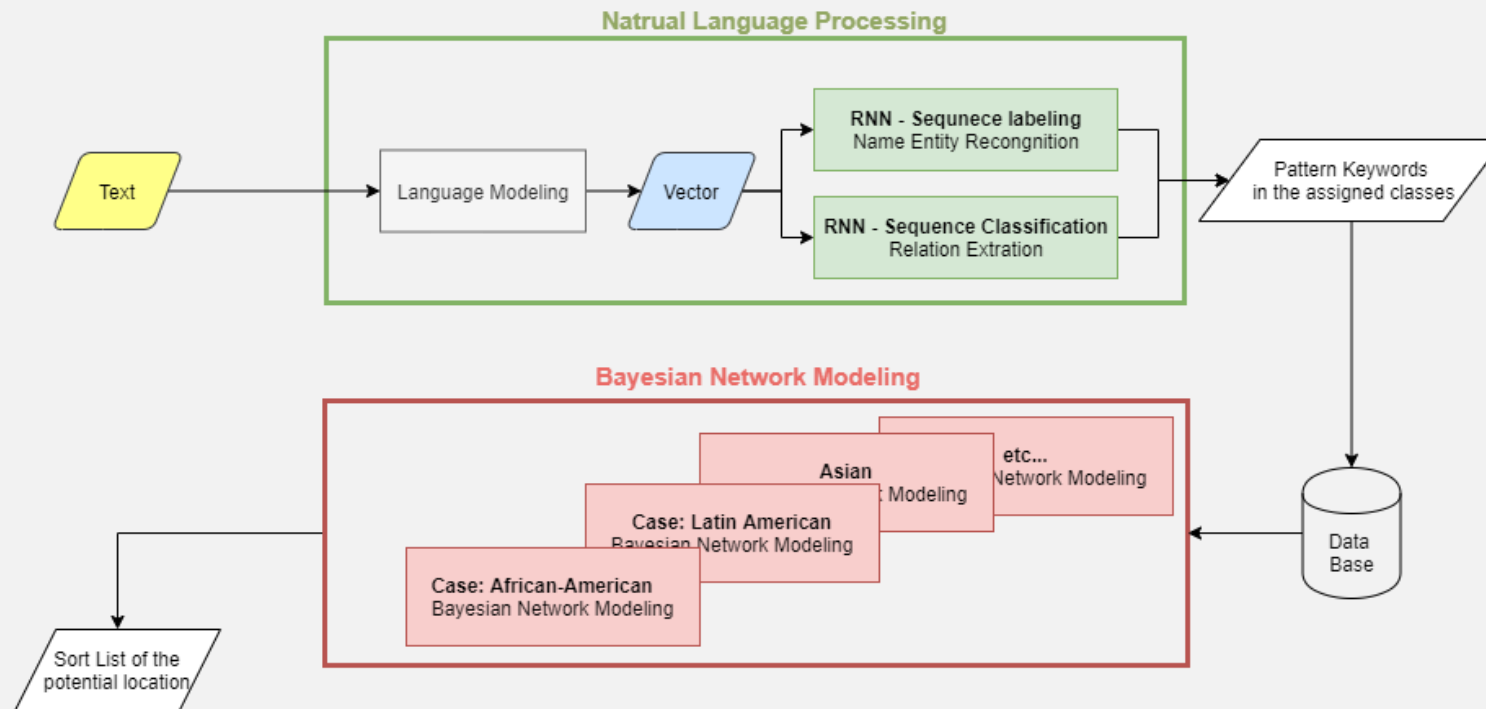 Natrual Language Processing
Text
Language Modeling
Vector
RNN - Sequnece labeling
Name Entity Recongnition
RNN - Sequence Classification
Relation Extration
Pattern Keywords
in the assigned classes
Bayesian Network Modeling
etc...
Network Modeling
Asian
Modeling
Case: Latin American
Bayesian Network Modeling
Case: African-American
Bayesian Network Modeling
Data
Base
Sort List of the
potential location